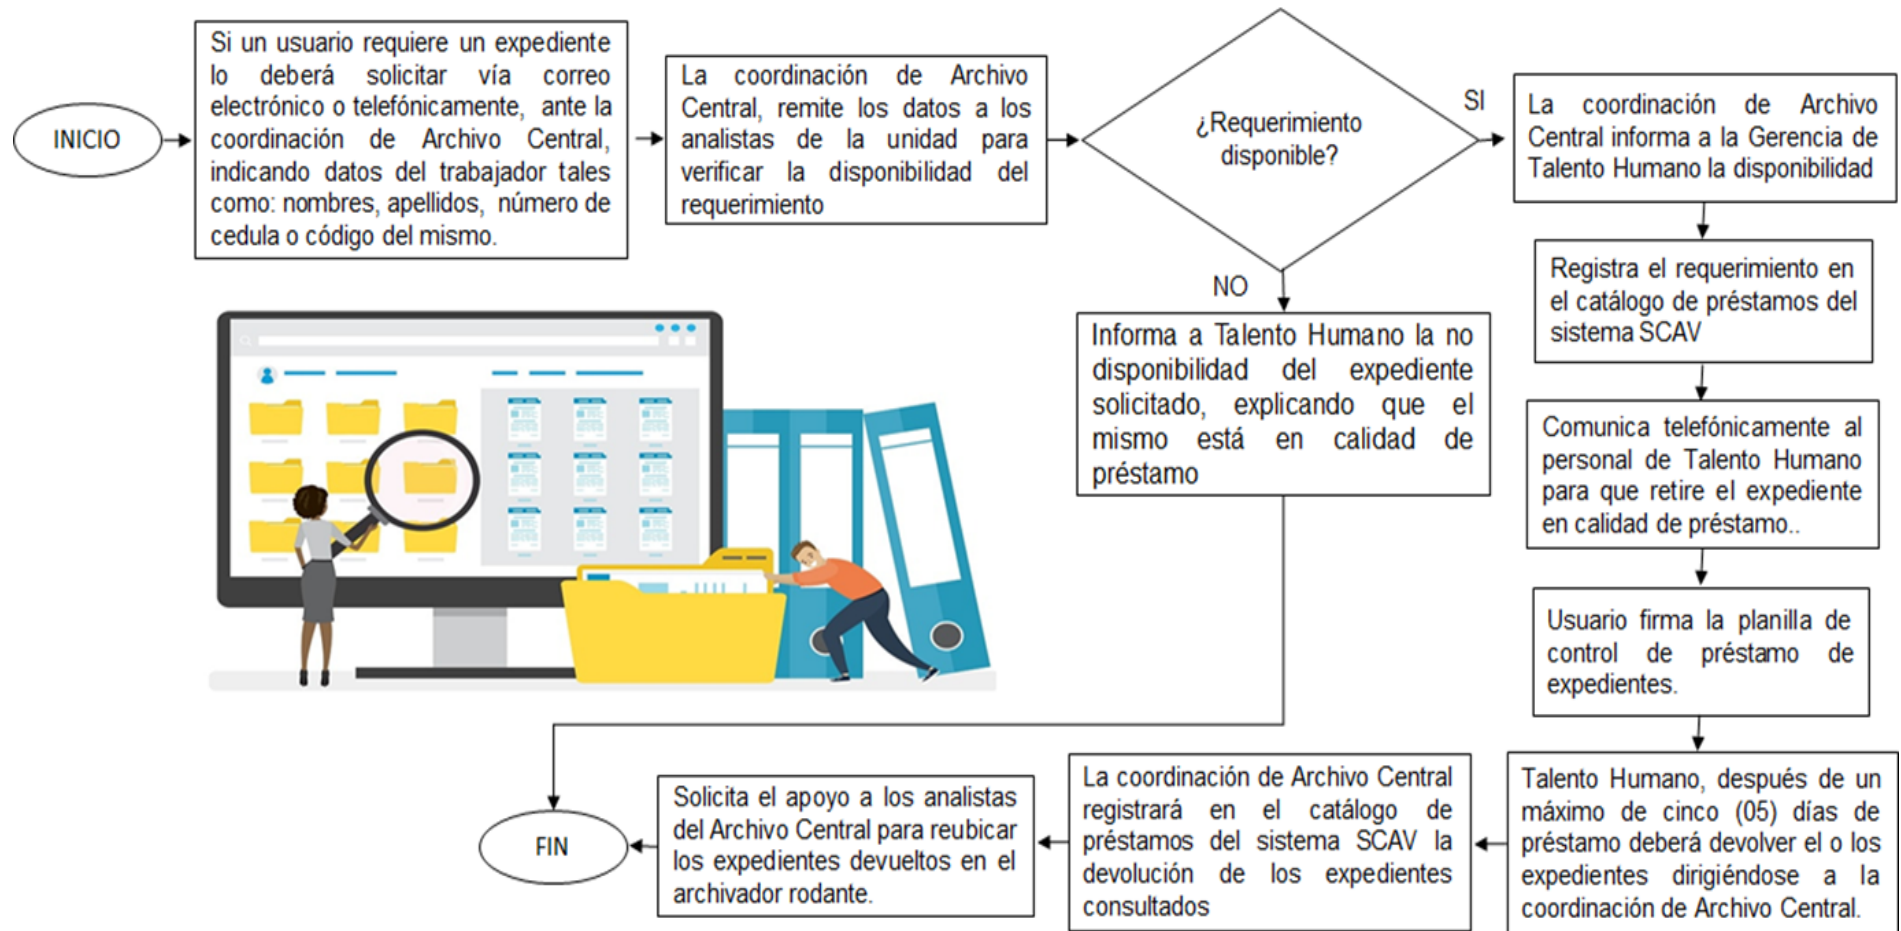 INICIO
Si un usuario requiere un expediente
lo deberá solicitar vía correo
electrónico o telefónicamente, ante la
coordinación de Archivo Central,
indicando datos del trabajador tales
como: nombres, apellidos, número de
cedula o código del mismo.
La coordinación de Archivo
Central, remite los datos a los
analistas de la unidad para
verificar la disponibilidad del
requerimiento
¿Requerimiento
disponible?
SI
La coordinación de Archivo
Central informa a la Gerencia de
Talento Humano la disponibilidad
Registra el requerimiento en
el catálogo de préstamos del
sistema SCAV
Comunica telefónicamente al
personal de Talento Humano
para que retire el expediente
en calidad de préstamo..
Usuario firma la planilla de
control de préstamo de
expedientes.
Talento Humano, después de un
máximo de cinco (05) días de
préstamo deberá devolver el o los
expedientes dirigiéndose a la
coordinación de Archivo Central.
La coordinación de Archivo Central
registrará en el catálogo de
préstamos del sistema SCAV la
devolución de los expedientes
consultados
Solicita el apoyo a los analistas
del Archivo Central para reubicar
los expedientes devueltos en el
archivador rodante.
NO
Informa a Talento Humano la no
disponibilidad del expediente
solicitado, explicando que el
mismo está en calidad de
préstamo
FIN